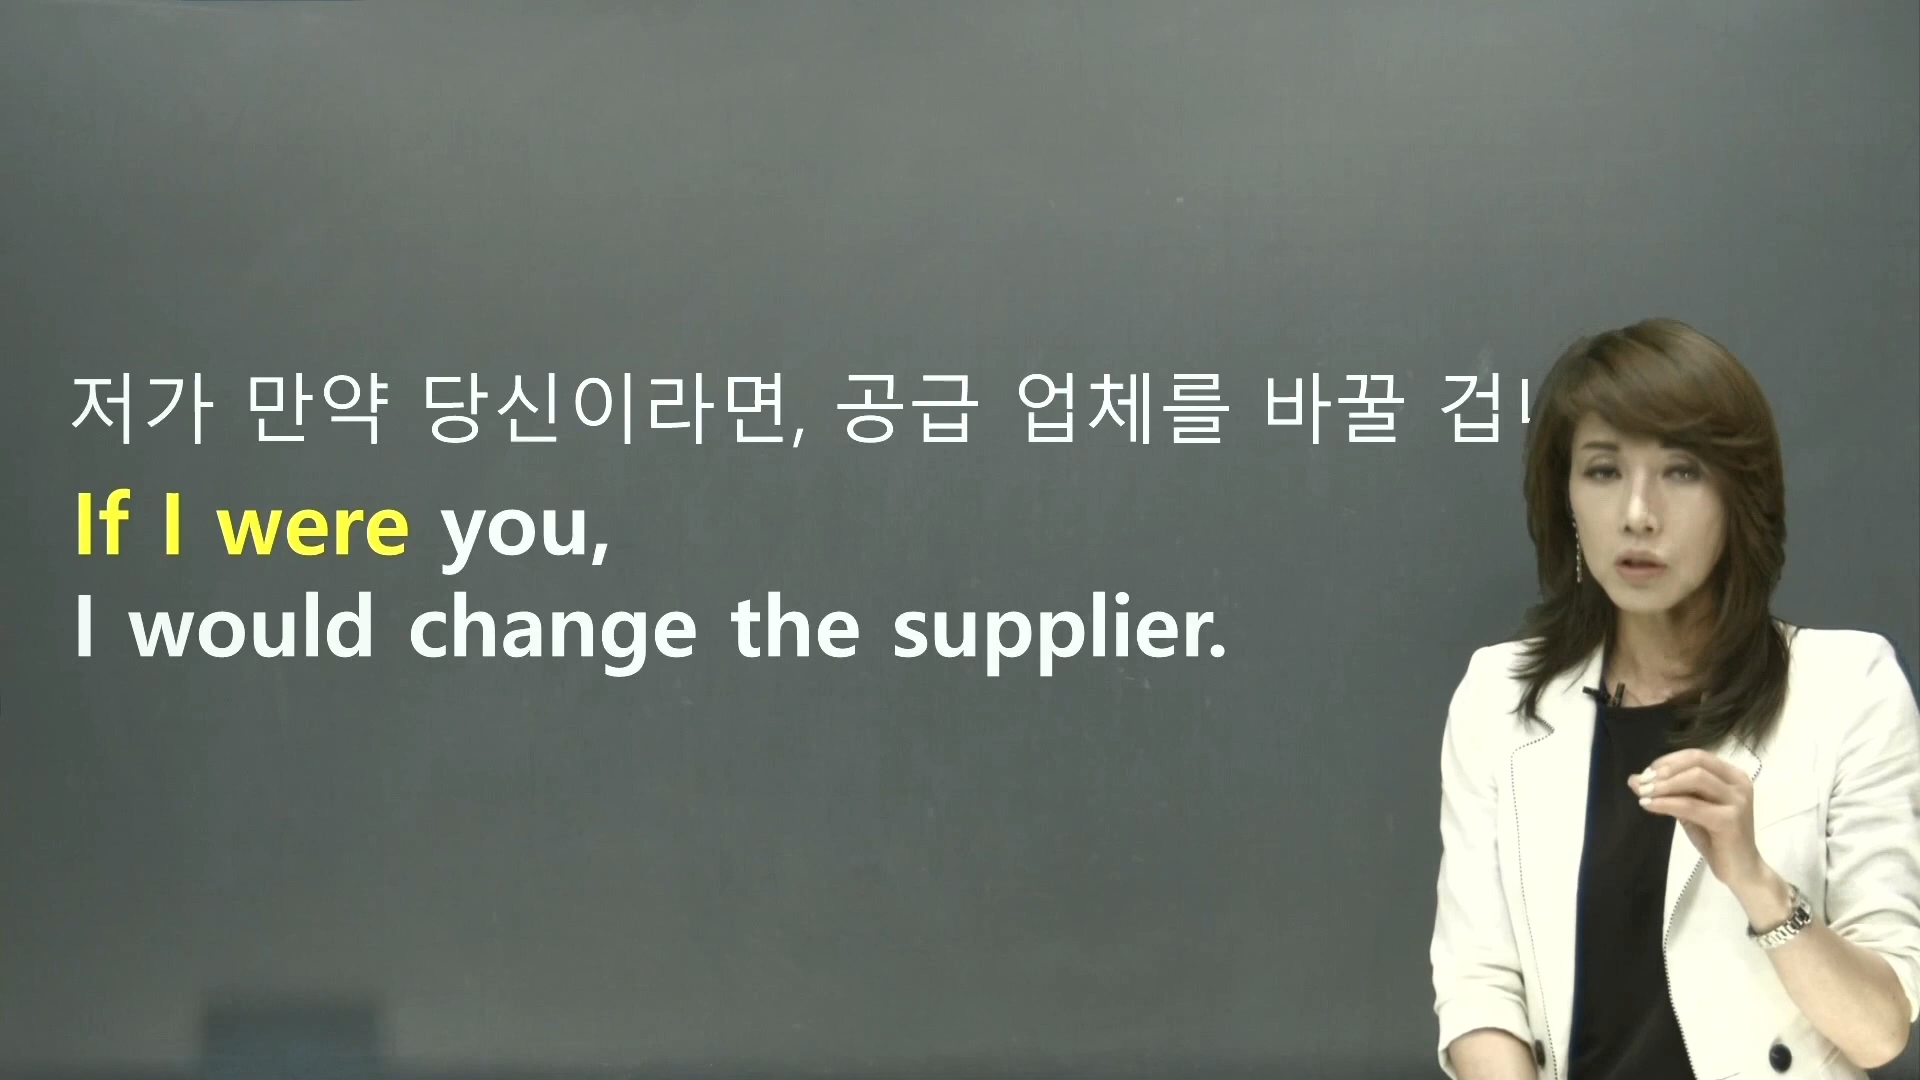 저가 만약 당신이라면, 공급 업체를 바꿀
If I were you,
I would change the supplier.